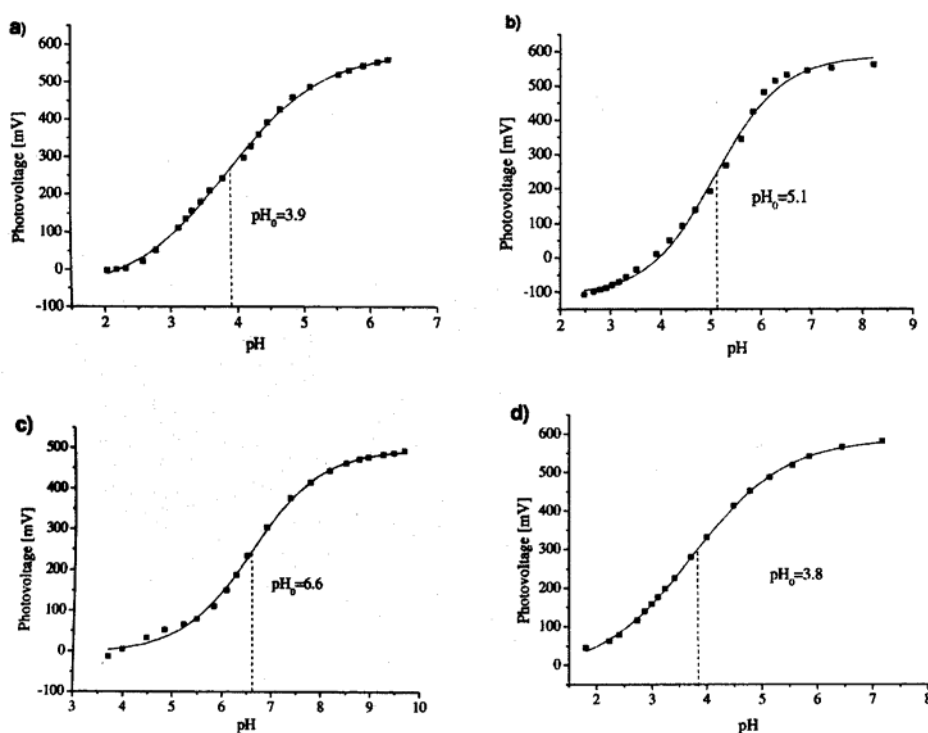 a)
Photovoltage [mV]
600
500
400
300
200
100
0
-100
pH₀=3.9
2 3 4 5 6 7
pH
b)
Photovoltage [mV]
600
500
400
300
200
100
0
-100
pH₀=5.1
2 3 4 5 6 7 8 9
pH
c)
Photovoltage [mV]
500
400
300
200
100
0
-100
pH₀=6.6
3 4 5 6 7 8 9 10
pH
d)
Photovoltage [mV]
600
500
400
300
200
100
0
pH₀=3.8
2 3 4 5 6 7 8
pH